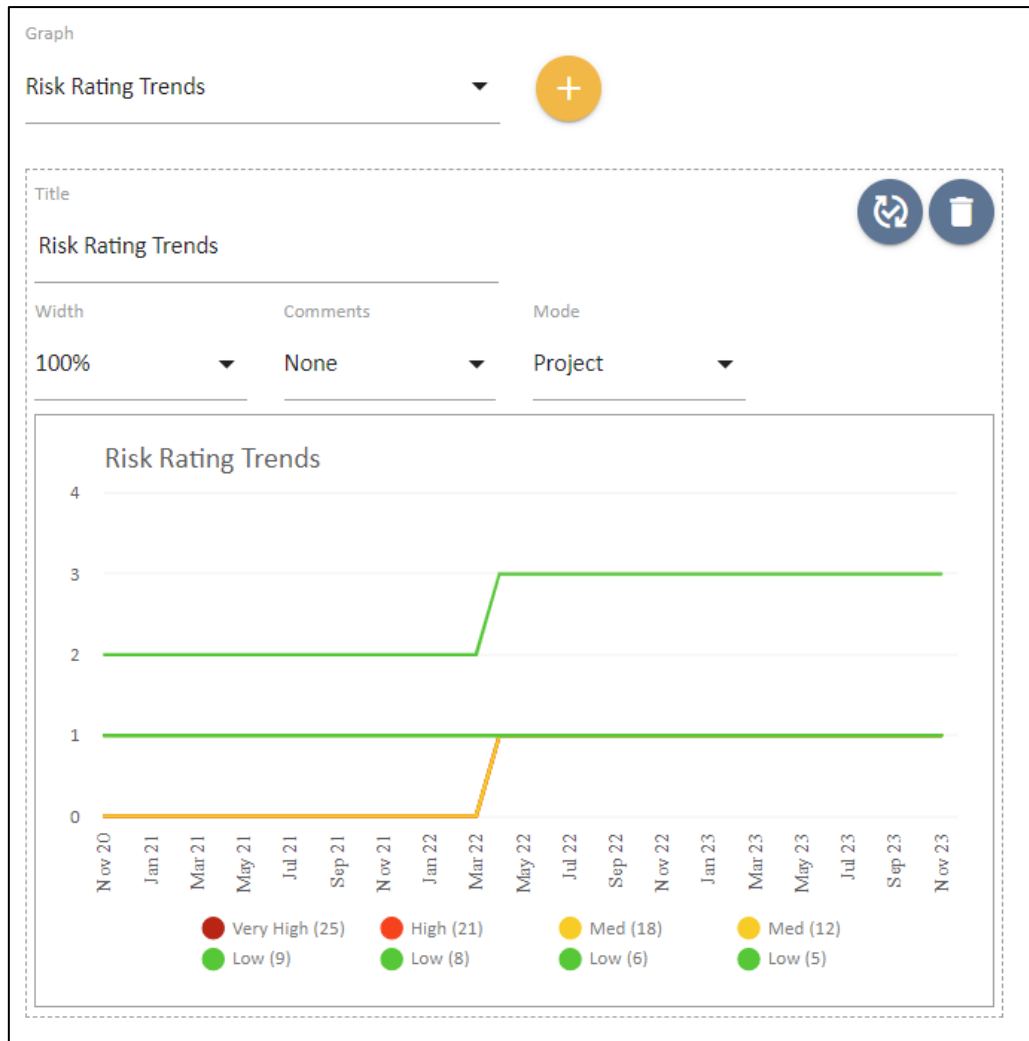 Graph
Risk Rating Trends
Title
Risk Rating Trends
Width Comments Mode
100% None Project
Risk Rating Trends
4
3
2
1
0
Nov 20 Jan 21 Mar 21 May 21 Jul 21 Sep 21 Nov 21 Jan 22 Mar 22 May 22 Jul 22 Sep 22 Nov 22 Jan 23 Mar 23 May 23 Jul 23 Sep 23 Nov 23
Very High (25) High (21) Med (18) Med (12)
Low (9) Low (8) Low (6) Low (5)